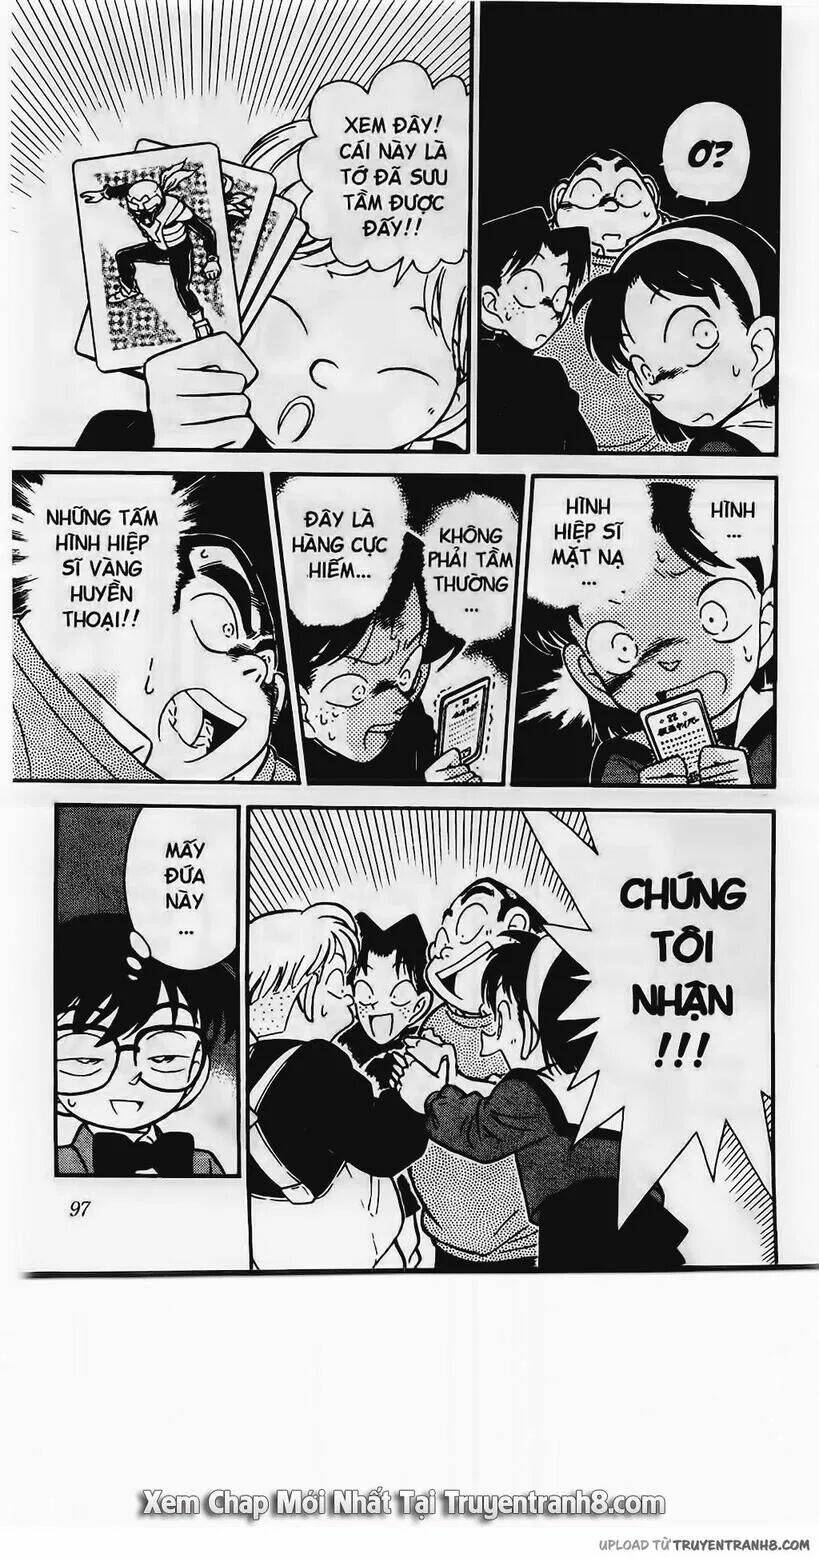 Ơ?
XEM ĐÂY!
CÁI NÀY LÀ
TỚ ĐÃ SƯU
TẦM ĐƯỢC
ĐẤY!!
HÌNH
...
HÌNH
HIỆP SĨ
MẶT NẠ
...
KHÔNG
PHẢI TẦM
THƯỜNG
...
ĐÂY LÀ
HÀNG CỰC
HIẾM...
NHỮNG TẤM
HÌNH HIỆP
SĨ VÀNG
HUYỀN
THOẠI!!
CHÚNG
TÔI
NHẬN
!!!
MẤY
ĐỨA
NÀY
...
97
Xem Chap Mới Nhất Tại Truyentranh8.com
UPLOAD TỪ TRUYENTRANH8.COM